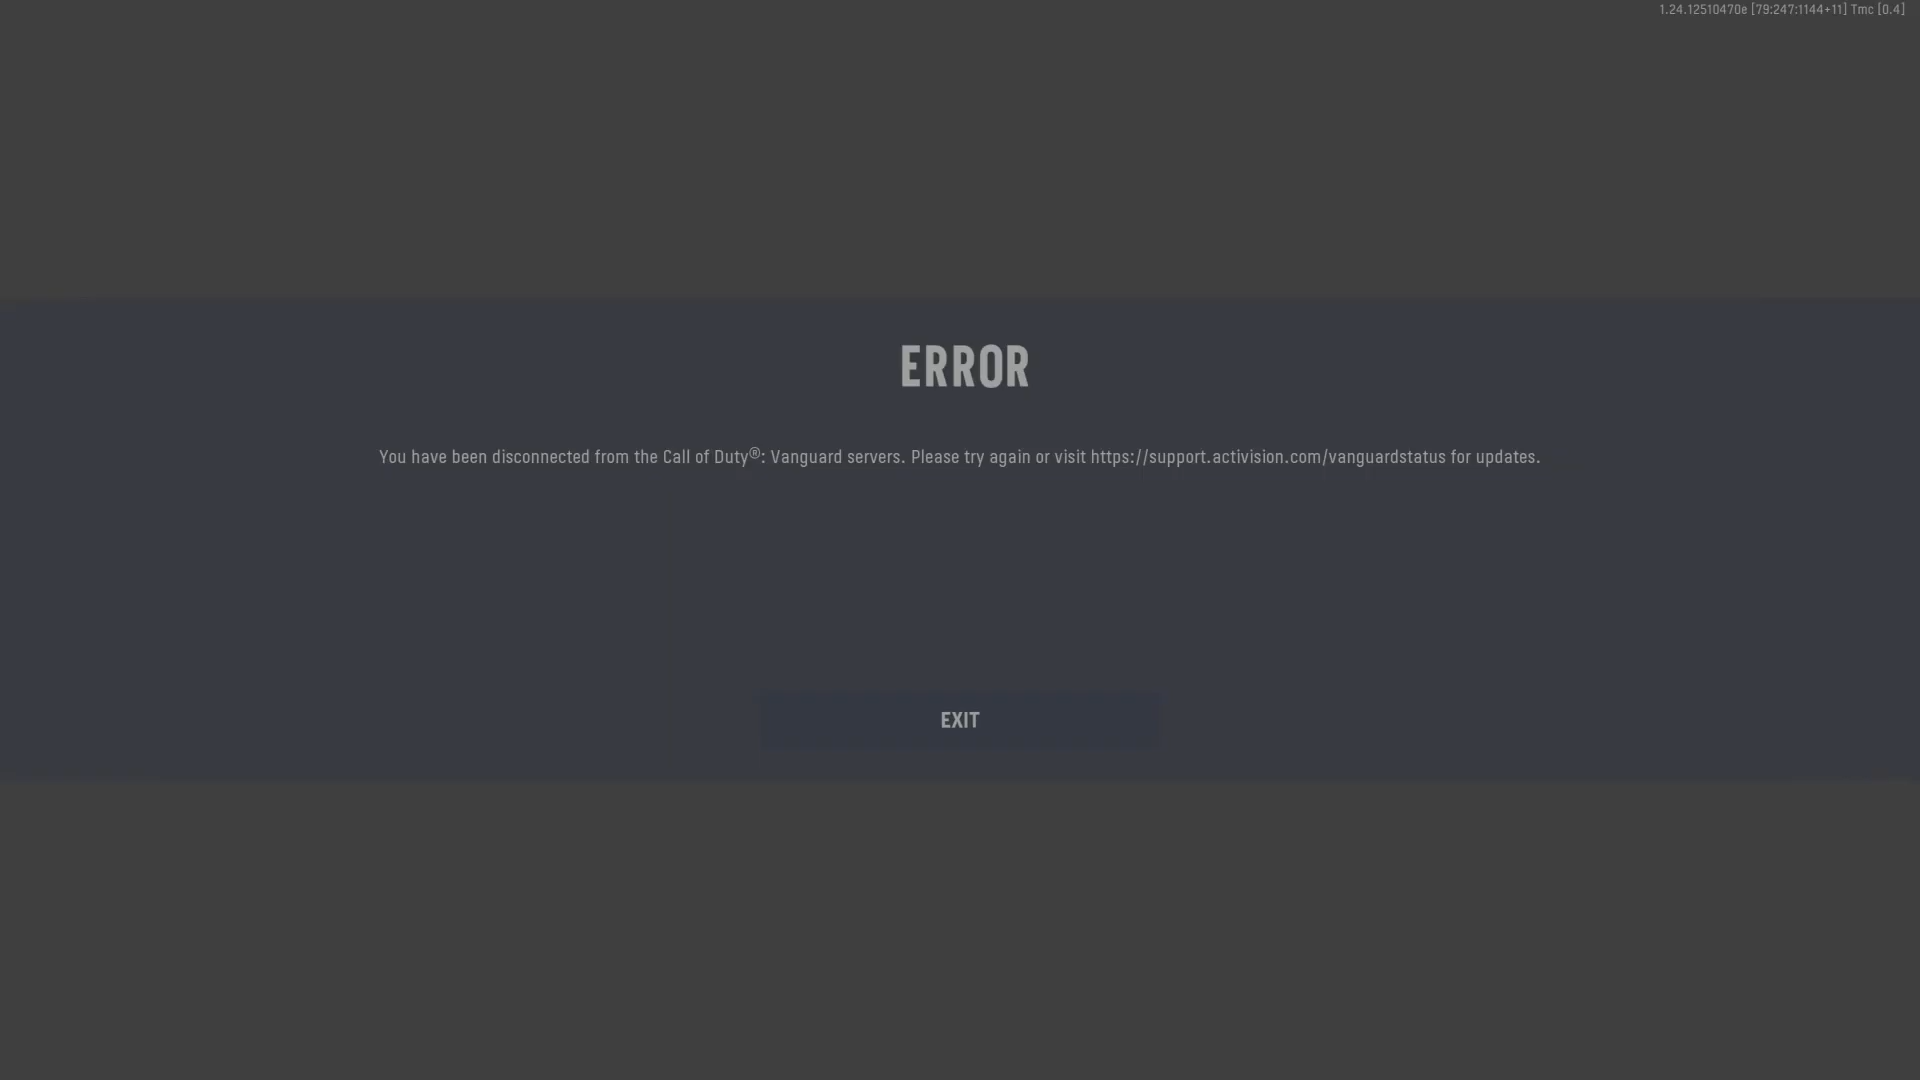 1.24.12510470e [79:247:1144+11] Tmc [0.4]
ERROR
You have been disconnected from the Call of Duty®: Vanguard servers. Please try again or visit https://support.activision.com/vanguardstatus for updates.
EXIT